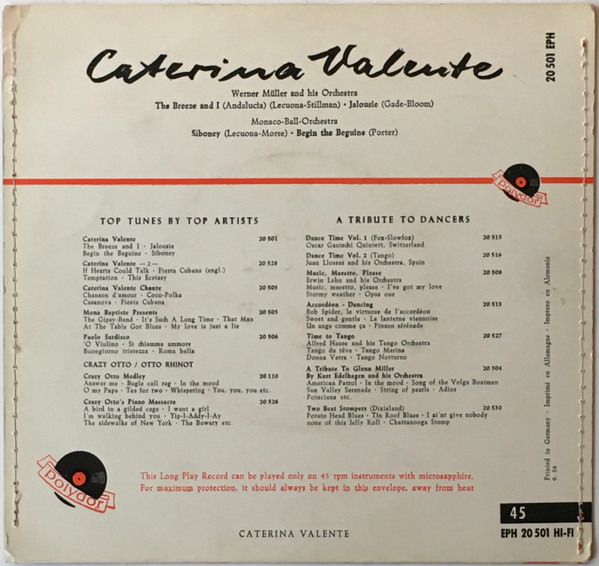 Caterina Valente
20 501 EPH
Werner Müller and his Orchestra
The Breeze and I (Andalucia) (Lecuona-Stillman) · Jalousie (Gade-Bloom)
Monaco-Ball-Orchestra
Siboney (Lecuona-Morse) · Begin the Beguine (Porter)
polydor
TOP TUNES BY TOP ARTISTS
Caterina Valente 20 501
The Breeze and I · Jalousie
Begin the Beguine · Siboney
Caterina Valente —2— 20 528
If Hearts Could Talk · Fiesta Cubana (engl.)
Temptation · This Ecstasy
Caterina Valente Chante 20 503
Chanson d'amour · Coco-Polka
Casanova · Fiesta Cubana
Mona Baptiste Presents 20 505
The Gipsy-Band · It's Such A Long Time · That Man
At The Table Got Blues · My love is just a lie
Paolo Sardisco 20 506
'O Viulino · Si chiamma ammore
Buongiorno tristezza · Roma bella
CRAZY OTTO / OTTO RHINOT
Crazy Otto Medley 20 110
Answer me · Bugle call rag · In the mood
O my Papa · Tea for two · Whispering · You, you, you etc.
Crazy Otto's Piano Massacre 20 526
A bird in a gilded cage · I want a girl
I'm walking behind you · Yip-I-Addy-I-Ay
The sidewalks of New York · The Bowery etc
A TRIBUTE TO DANCERS
Dance Time Vol. 1 (Fox-Slowfox) 20 515
Oscar Gautschi Quintett, Switzerland
Dance Time Vol. 2 (Tango) 20 516
Juan Llossas and his Orchestra, Spain
Music, Maestro, Please 20 508
Erwin Lehn and his Orchestra
Music, maestro, please · I've got my love
Stormy weather · Opus one
Accordéon - Dancing 20 513
Bob Spider, le virtuose de l'accordéon
Sweet and gentle · La lanterne viennoise
Un ange comme ça · Pinson sérénade
Time to Tango 20 527
Alfred Hause and his Tango Orchestra
Tango du rêve · Tango Marina
Donna Vatra · Tango Bolero
A Tribute To Glenn Miller 20 504
By Kurt Edelhagen and his Orchestra
American Patrol · In the mood · Song of the Volga Boatmen
Sun Valley Serenade · String of pearls · Adios
Poinciana etc.
Two Beat Stompers (Dixieland) 20 530
Potato Head Blues · Tin Roof Blues · I ai'nt give nobody
none of this Jelly Roll · Chattanooga Stomp
Printed in Germany · Imprimé en Allemagne · Impreso en Alemania
9. 56
polydor
This Long Play Record can be played only on 45 rpm instruments with microsapphire.
For maximum protection, it should always be kept in this envelope, away from heat
45
EPH 20 501 HI-FI
CATERINA VALENTE